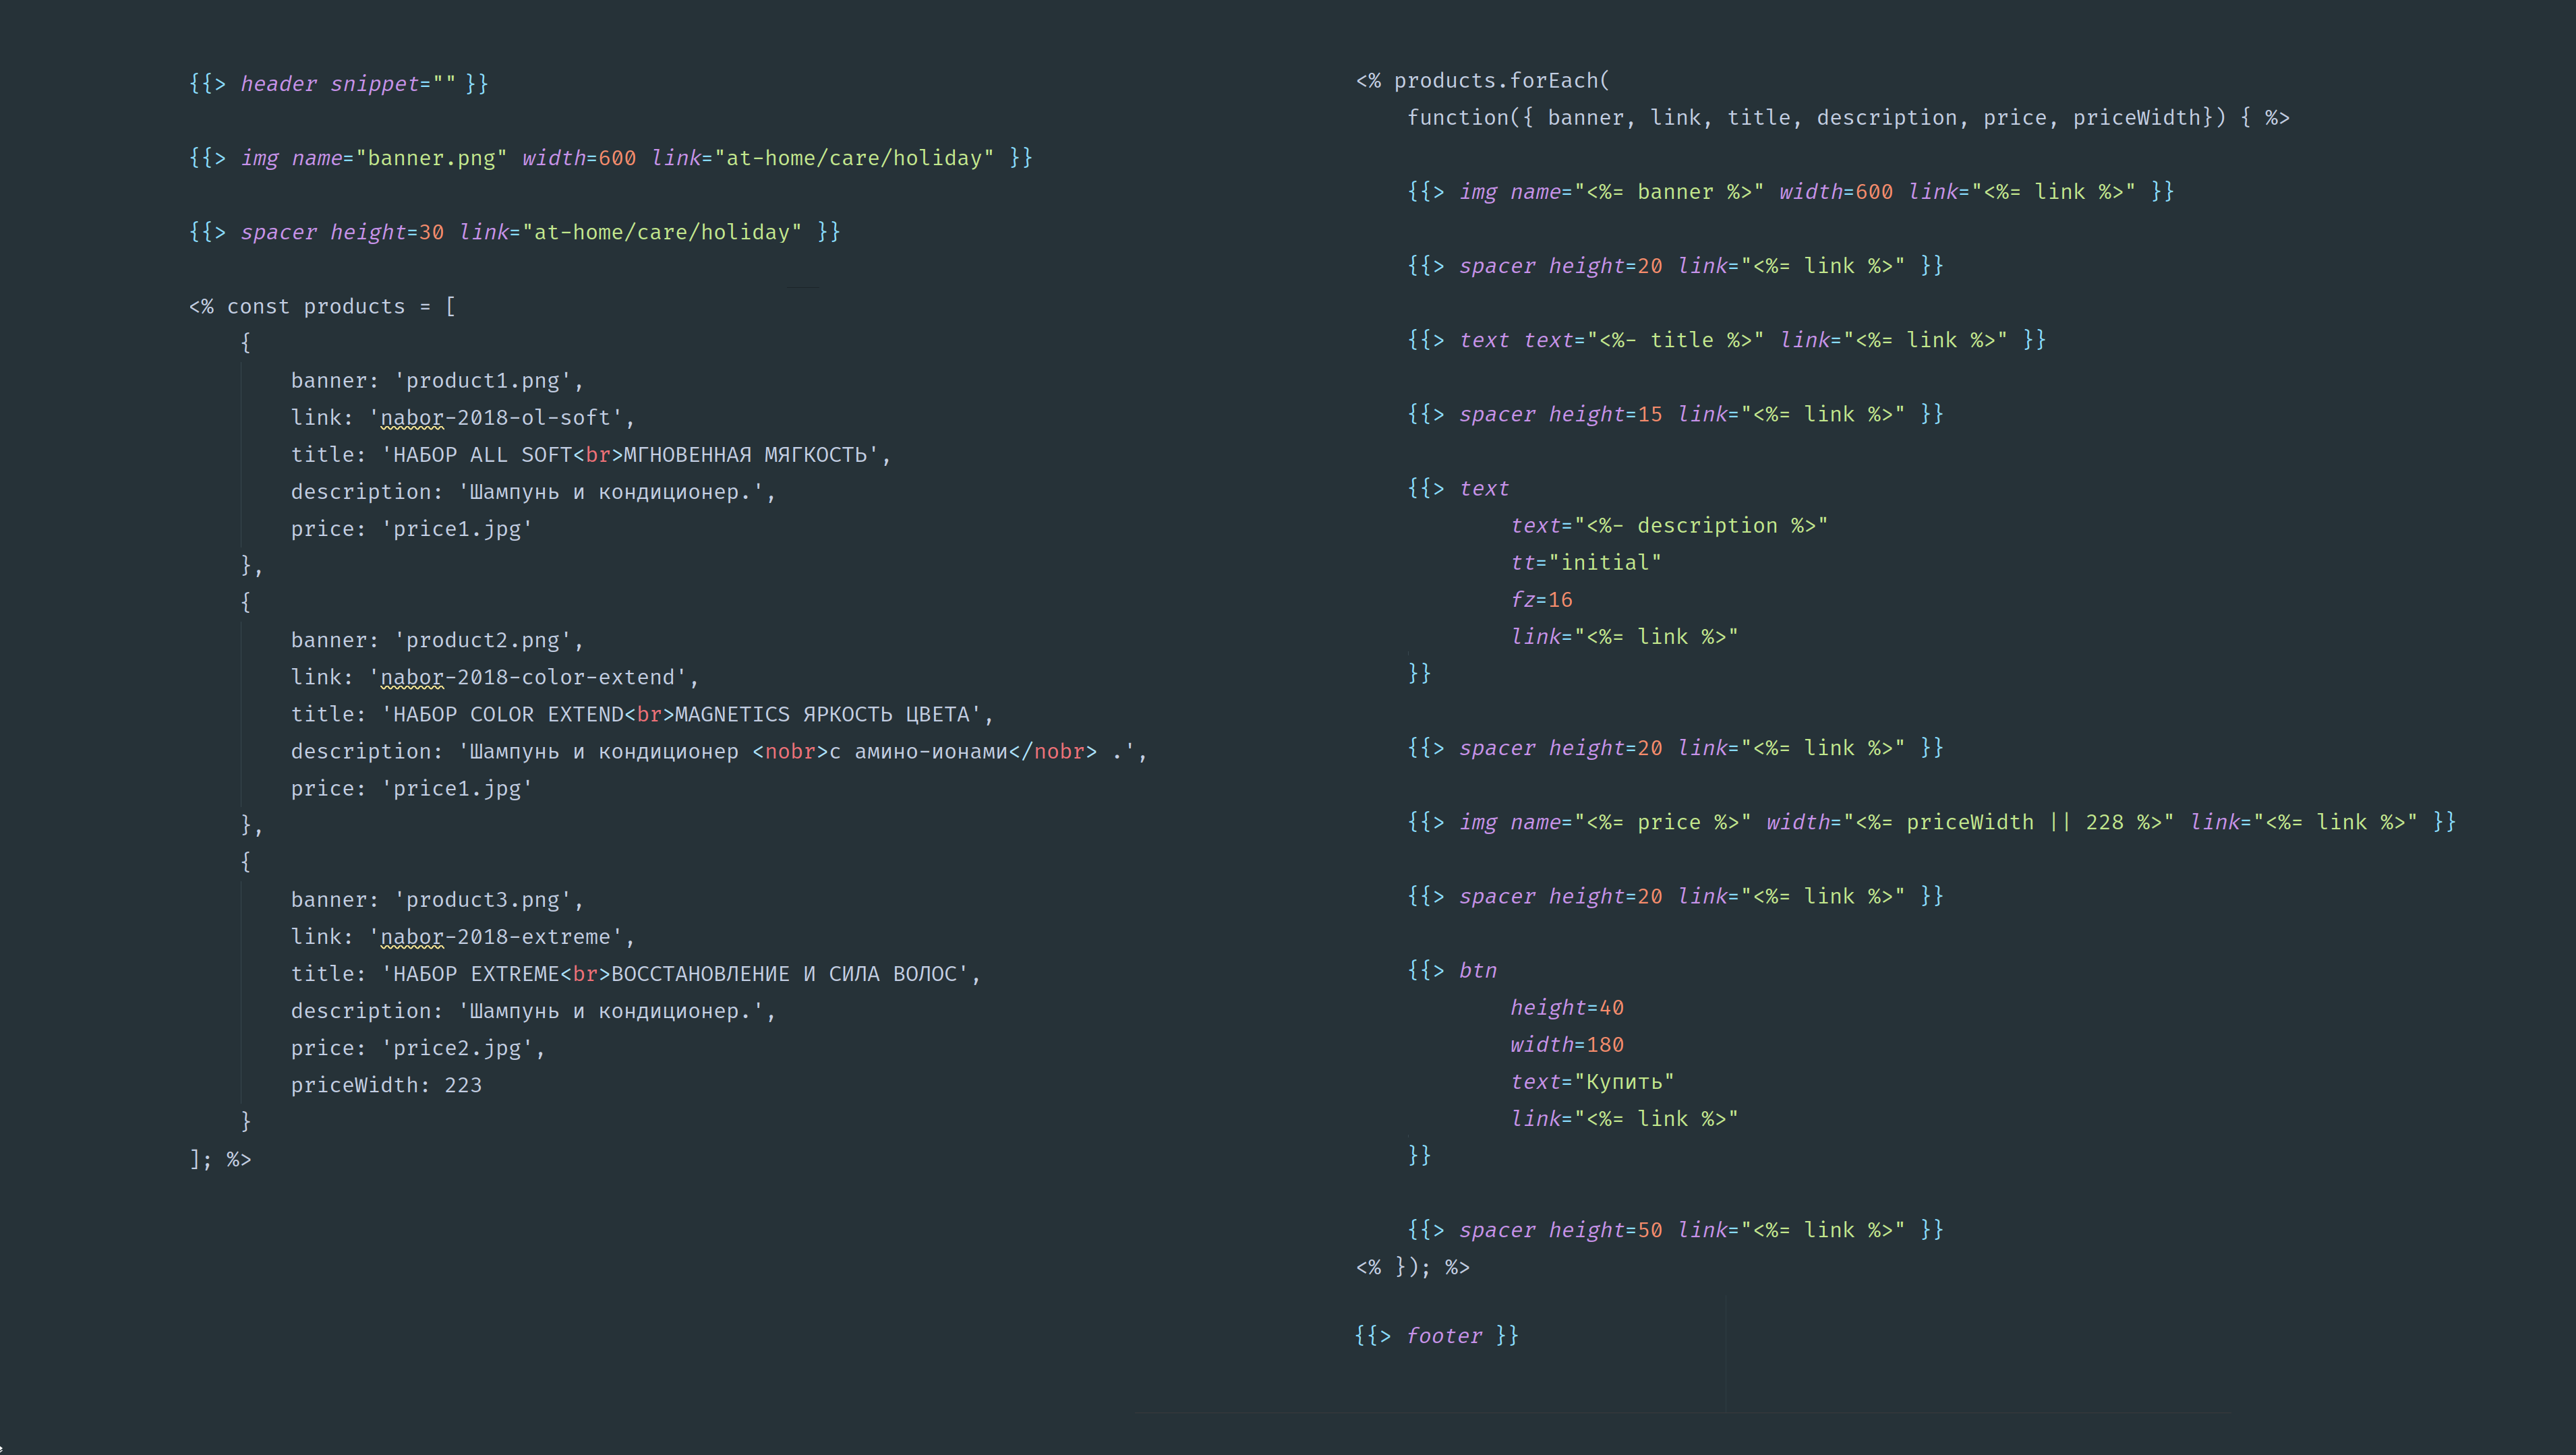 {{> header snippet="" }}
{{> img name="banner.png" width=600 link="at-home/care/holiday" }}
{{> spacer height=30 link="at-home/care/holiday" }}
<% const products = [
{
banner: 'product1.png',
link: 'nabor-2018-ol-soft',
title: 'НАБОР ALL SOFT<br>МГНОВЕННАЯ МЯГКОСТЬ',
description: 'Шампунь и кондиционер.',
price: 'price1.jpg'
},
{
banner: 'product2.png',
link: 'nabor-2018-color-extend',
title: 'НАБОР COLOR EXTEND<br>MAGNETICS ЯРКОСТЬ ЦВЕТА',
description: 'Шампунь и кондиционер <nobr>с амино-ионами</nobr> .',
price: 'price1.jpg'
},
{
banner: 'product3.png',
link: 'nabor-2018-extreme',
title: 'НАБОР EXTREME<br>ВОССТАНОВЛЕНИЕ И СИЛА ВОЛОС',
description: 'Шампунь и кондиционер.',
price: 'price2.jpg',
priceWidth: 223
}
]; %>
<% products.forEach(
function({ banner, link, title, description, price, priceWidth}) { %>
{{> img name="<%= banner %>" width=600 link="<%= link %>" }}
{{> spacer height=20 link="<%= link %>" }}
{{> text text="<%- title %>" link="<%= link %>" }}
{{> spacer height=15 link="<%= link %>" }}
{{> text
text="<%- description %>"
tt="initial"
fz=16
link="<%= link %>"
}}
{{> spacer height=20 link="<%= link %>" }}
{{> img name="<%= price %>" width="<%= priceWidth || 228 %>" link="<%= link %>" }}
{{> spacer height=20 link="<%= link %>" }}
{{> btn
height=40
width=180
text="Купить"
link="<%= link %>"
}}
{{> spacer height=50 link="<%= link %>" }}
<% }); %>
{{> footer }}